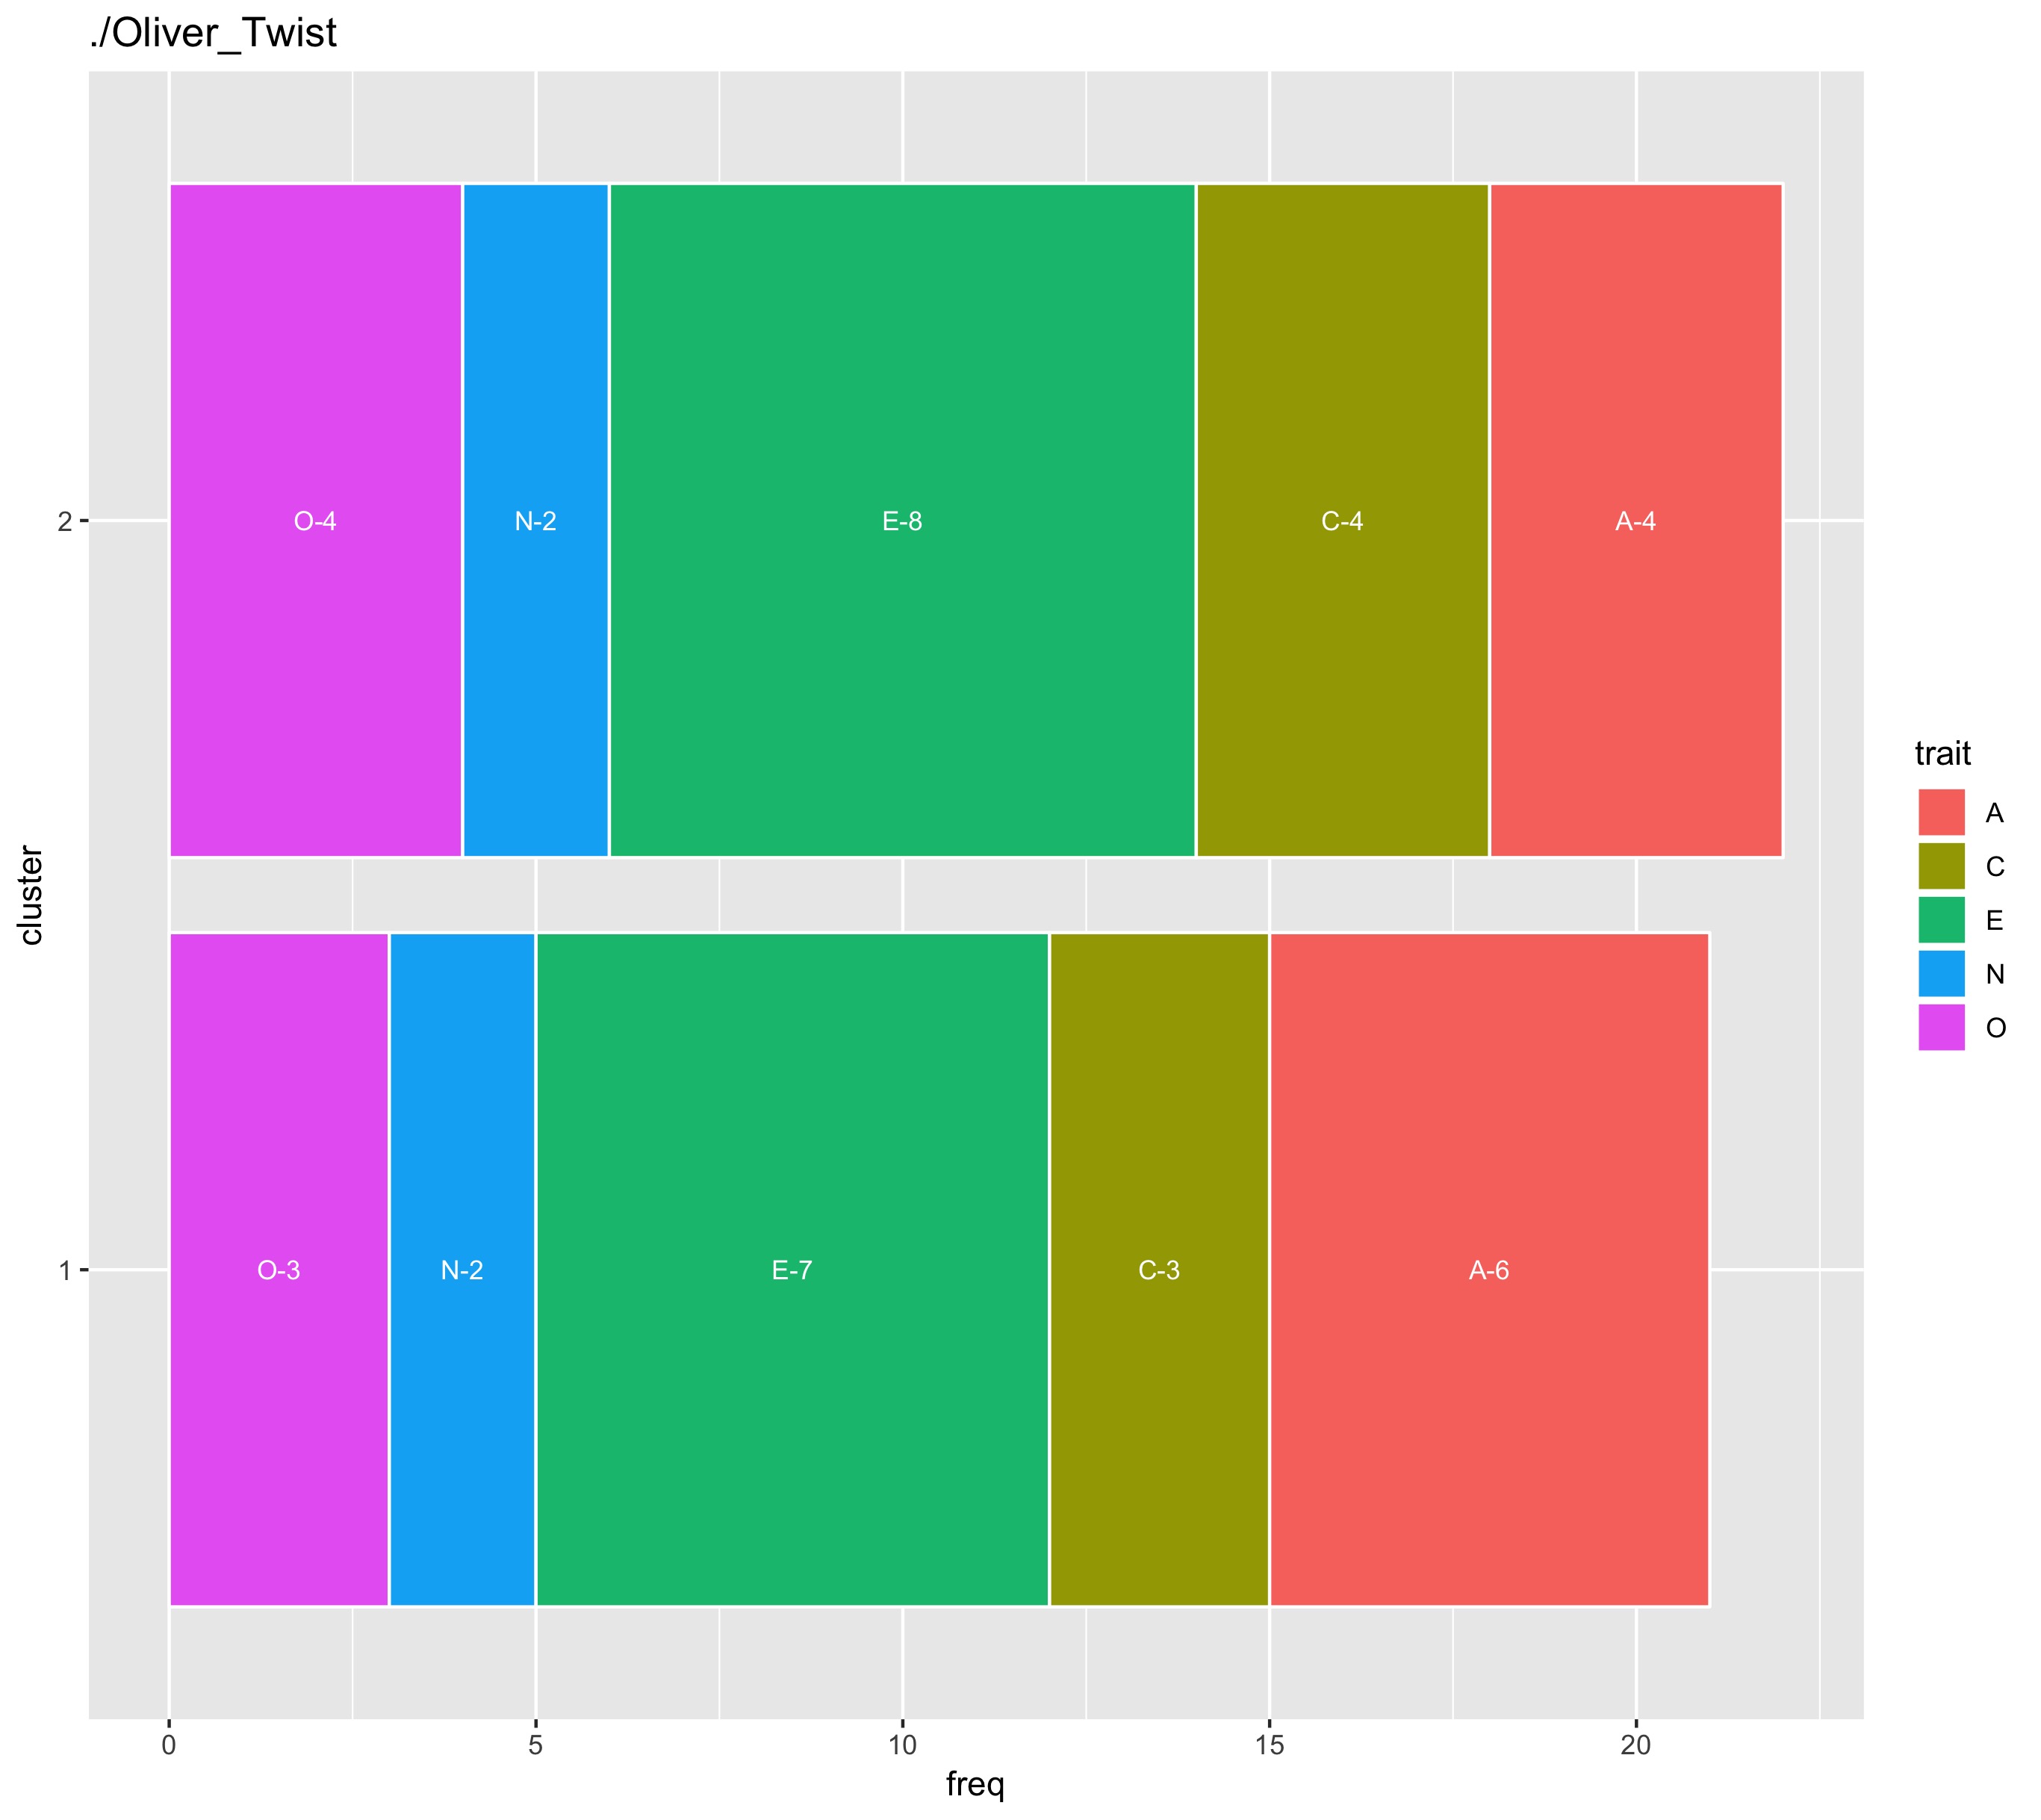 ./Oliver_Twist
cluster
2
O-4 N-2 E-8 C-4 A-4
1
O-3 N-2 E-7 C-3 A-6
0 5 10 15 20
freq
trait
A
C
E
N
O